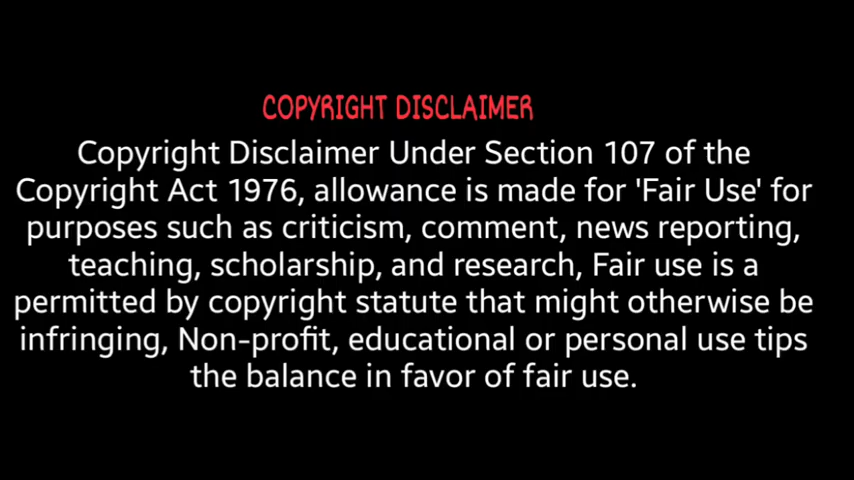 COPYRIGHT DISCLAIMER
Copyright Disclaimer Under Section 107 of the
Copyright Act 1976, allowance is made for 'Fair Use' for
purposes such as criticism, comment, news reporting,
teaching, scholarship, and research, Fair use is a
permitted by copyright statute that might otherwise be
infringing, Non-profit, educational or personal use tips
the balance in favor of fair use.